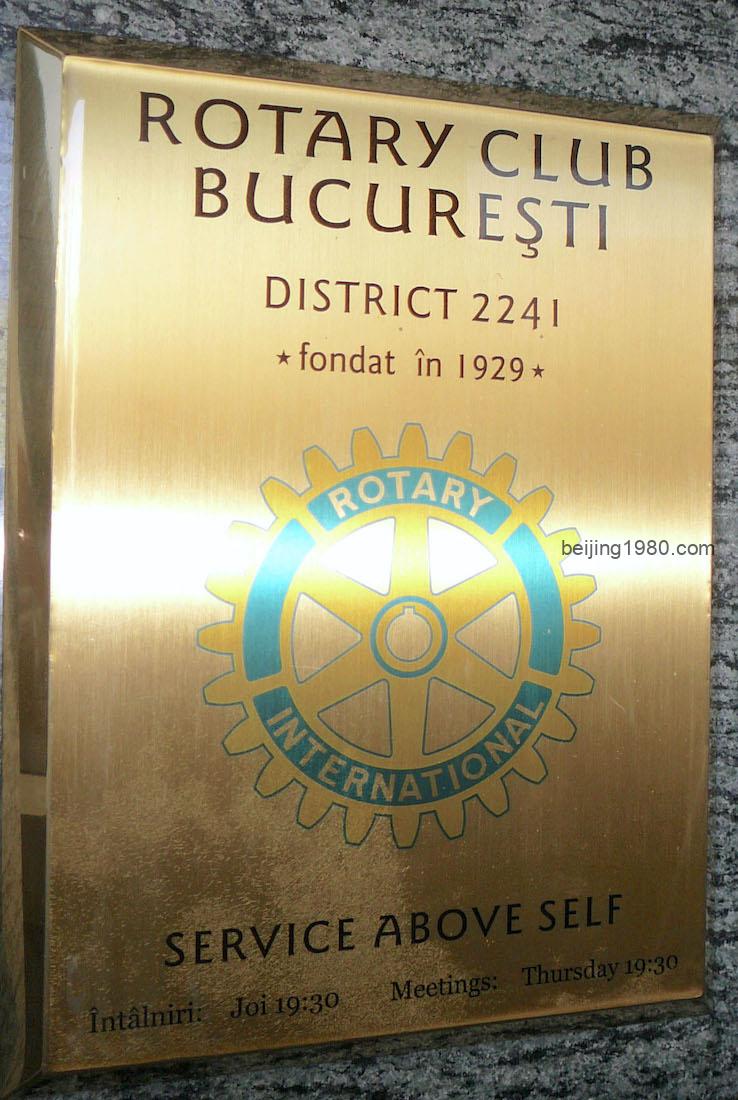 ROTARY CLUB
BUCUREŞTI
DISTRICT 2241
★fondat în 1929★
ROTARY
beijing1980.com
INTERNATIONAL
SERVICE ABOVE SELF
Întâlniri: Joi 19:30 Meetings: Thursday 19:30